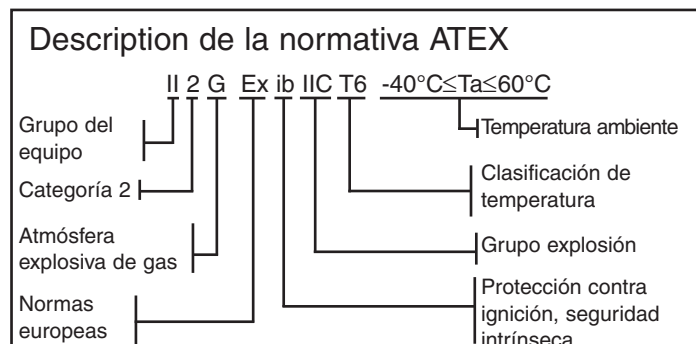 Description de la normativa ATEX
II 2 G Ex ib IIC T6 -40°C≤Ta≤60°C
Grupo del
equipo
Temperatura ambiente
Categoría 2
Clasificación de
temperatura
Atmósfera
explosiva de gas
Grupo explosión
Normas
europeas
Protección contra
ignición, seguridad
intrínseca